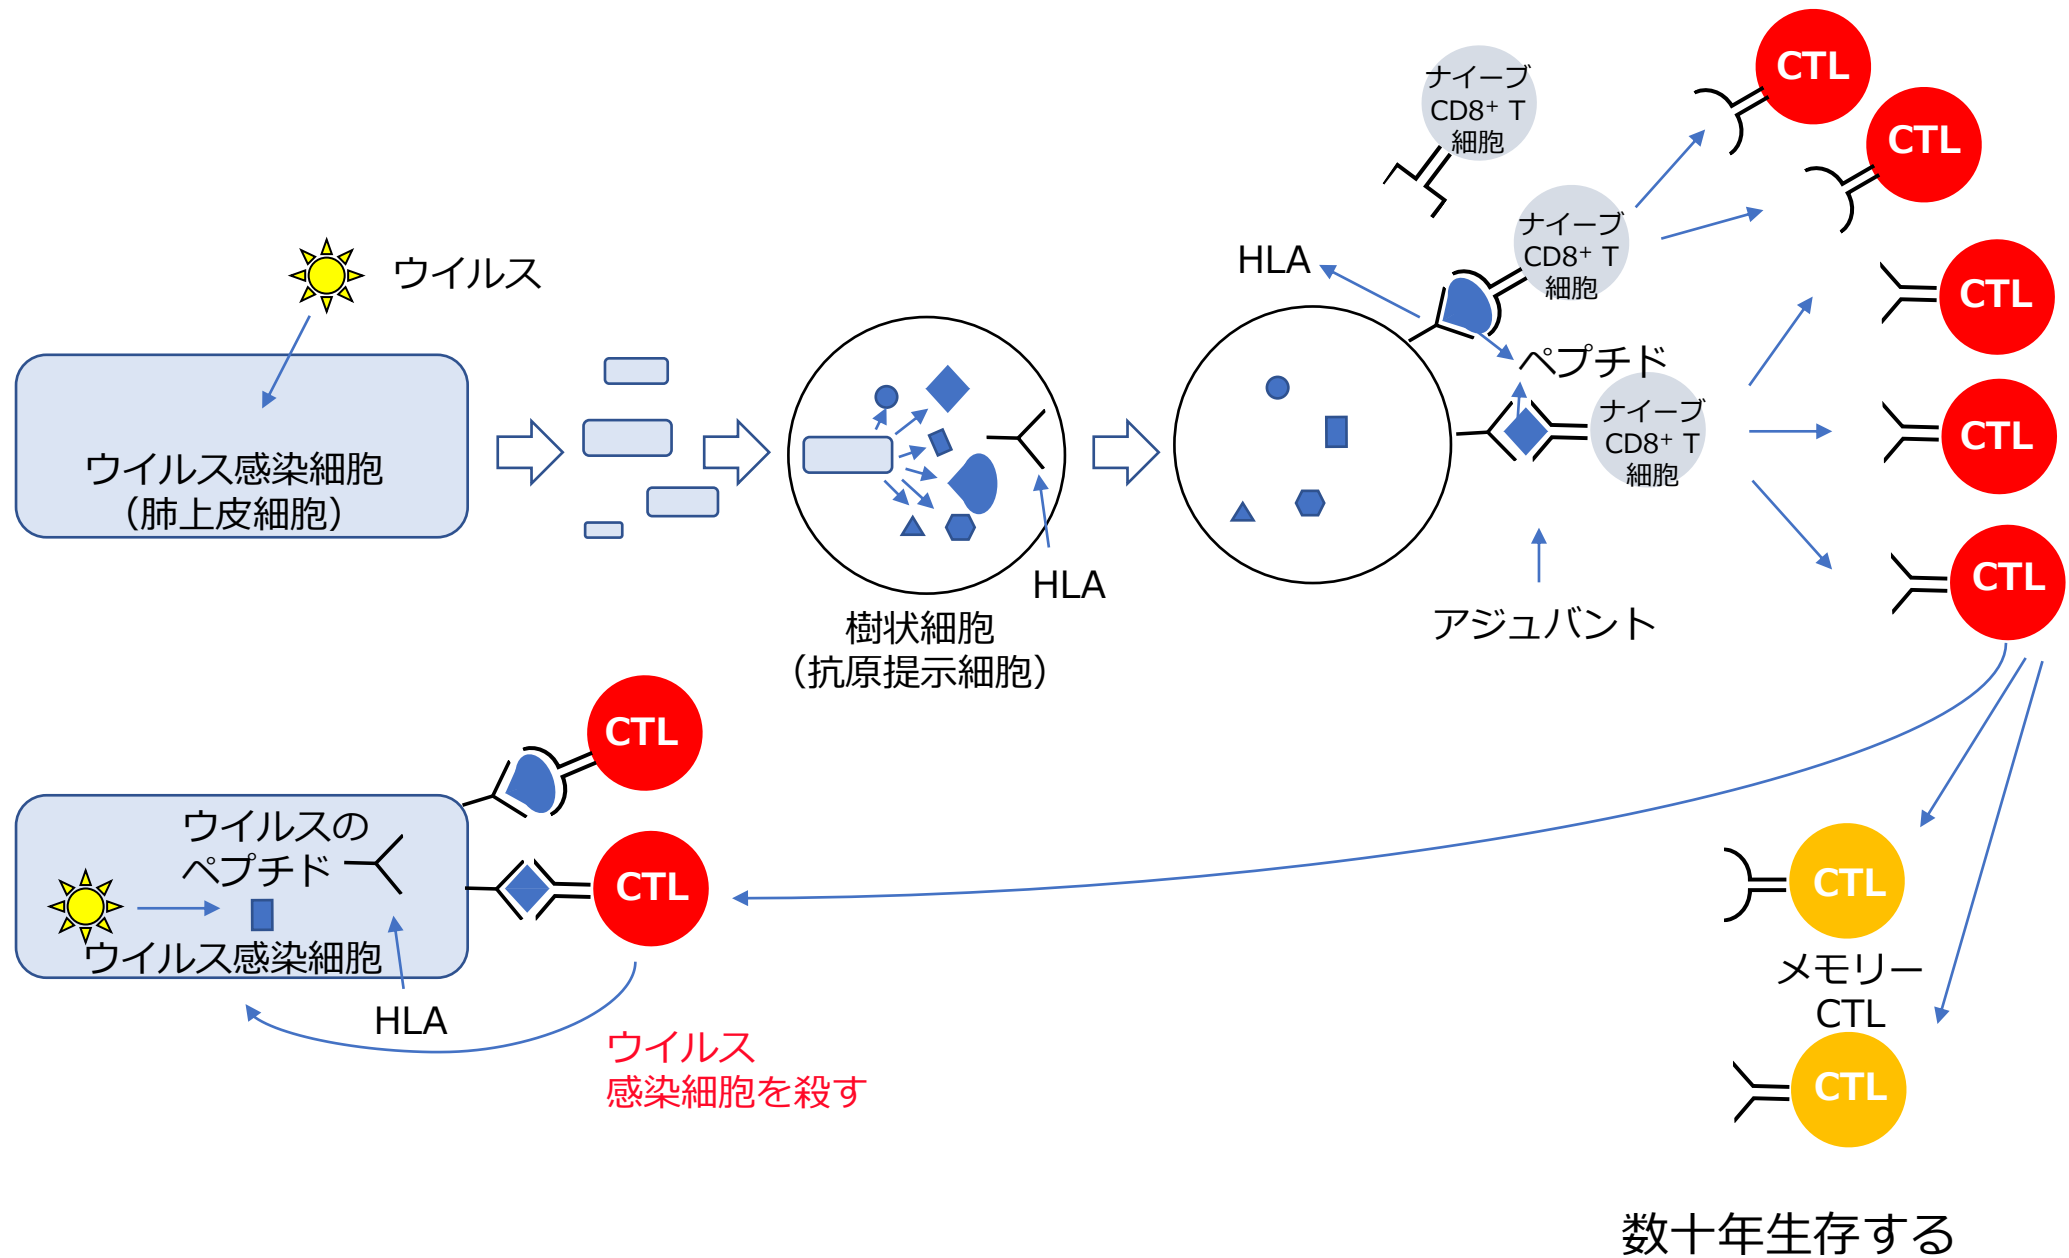 ナイーブ
CD8⁺ T
細胞
CTL
CTL
ナイーブ
CD8⁺ T
細胞
HLA
ウイルス
CTL
ペプチド
ナイーブ
CD8⁺ T
細胞
CTL
ウイルス感染細胞
（肺上皮細胞）
HLA
CTL
アジュバント
樹状細胞
（抗原提示細胞）
CTL
ウイルスの
ペプチド
CTL
ウイルス感染細胞
HLA
ウイルス
感染細胞を殺す
CTL
メモリー
CTL
CTL
数十年生存する